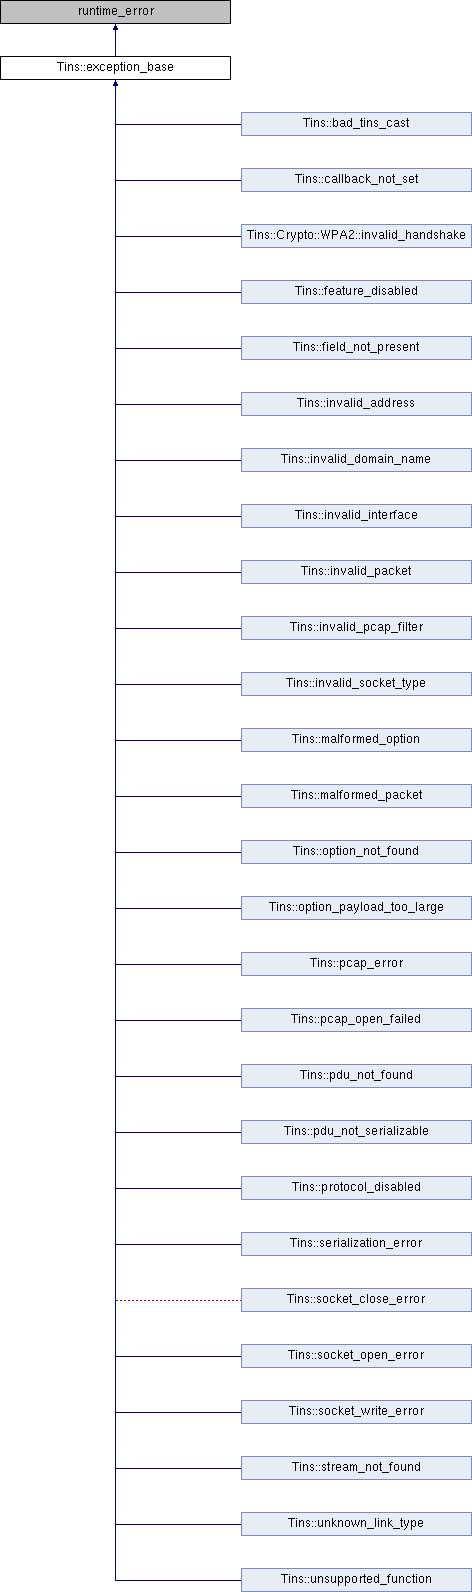 runtime_error
Tins::exception_base
Tins::bad_tins_cast
Tins::callback_not_set
Tins::Crypto::WPA2::invalid_handshake
Tins::feature_disabled
Tins::field_not_present
Tins::invalid_address
Tins::invalid_domain_name
Tins::invalid_interface
Tins::invalid_packet
Tins::invalid_pcap_filter
Tins::invalid_socket_type
Tins::malformed_option
Tins::malformed_packet
Tins::option_not_found
Tins::option_payload_too_large
Tins::pcap_error
Tins::pcap_open_failed
Tins::pdu_not_found
Tins::pdu_not_serializable
Tins::protocol_disabled
Tins::serialization_error
Tins::socket_close_error
Tins::socket_open_error
Tins::socket_write_error
Tins::stream_not_found
Tins::unknown_link_type
Tins::unsupported_function